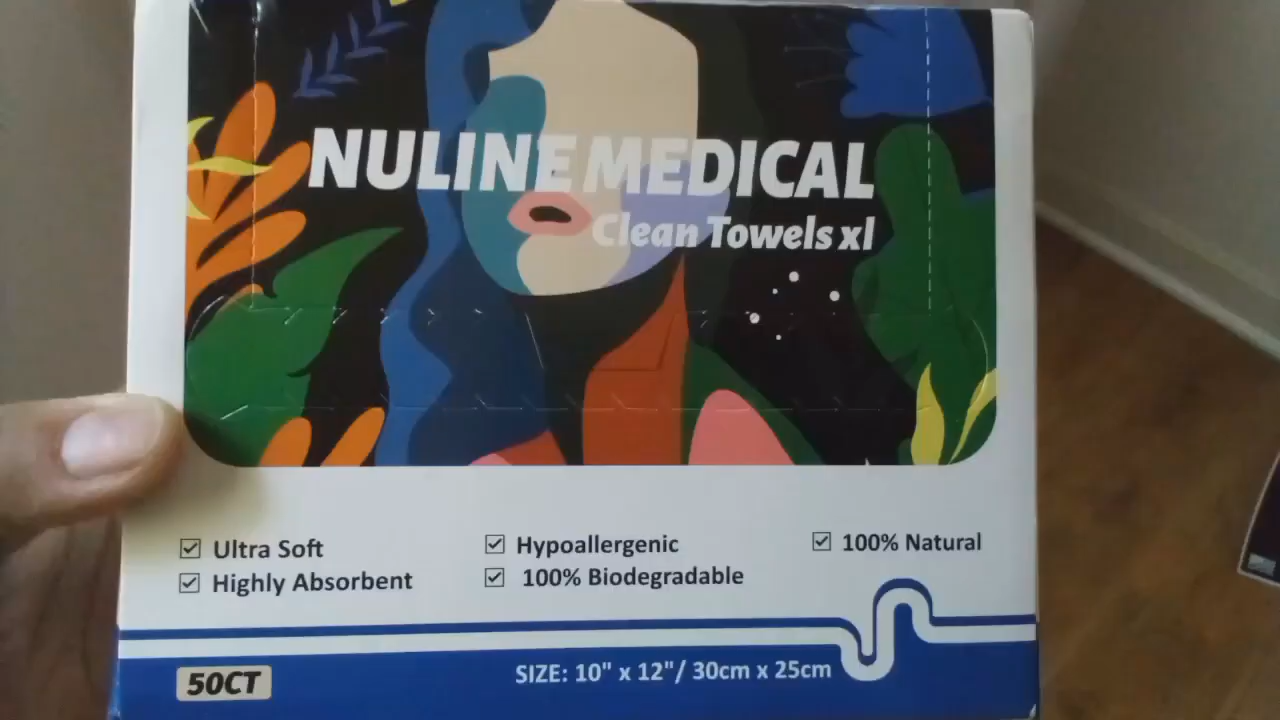 NULINE MEDICAL
Clean Towels xl
☑ Ultra Soft
☑ Hypoallergenic
☑ 100% Natural
☑ Highly Absorbent
☑ 100% Biodegradable
50CT
SIZE: 10" x 12"/ 30cm x 25cm